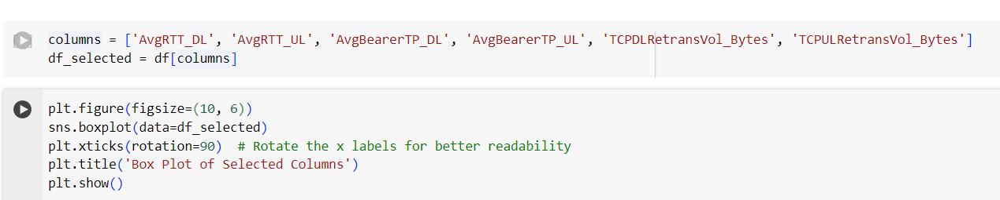 columns = ['AvgRTT_DL', 'AvgRTT_UL', 'AvgBearerTP_DL', 'AvgBearerTP_UL', 'TCPDLRetransVol_Bytes', 'TCPULRetransVol_Bytes']
df_selected = df[columns]
plt.figure(figsize=(10, 6))
sns.boxplot(data=df_selected)
plt.xticks(rotation=90)  # Rotate the x labels for better readability
plt.title('Box Plot of Selected Columns')
plt.show()